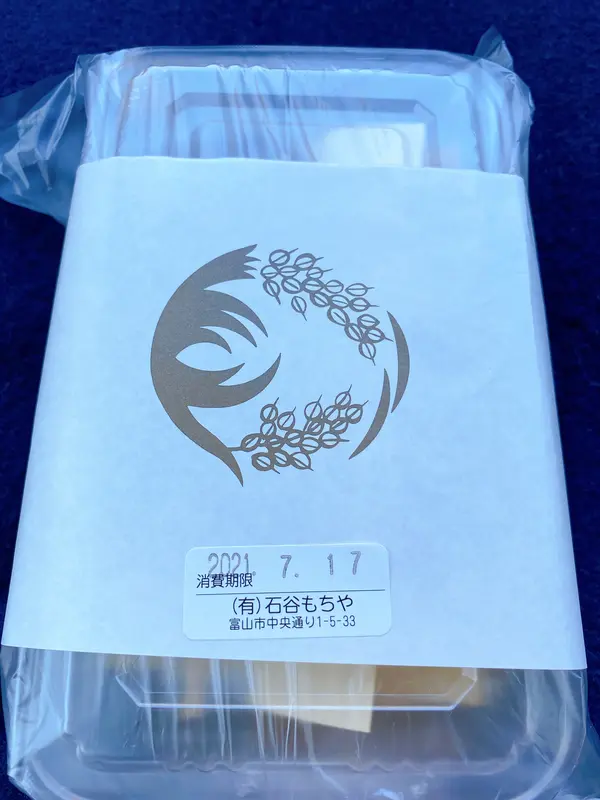 2021. 7. 17
消費期限
(有)石谷もちや
富山市中央通り1-5-33